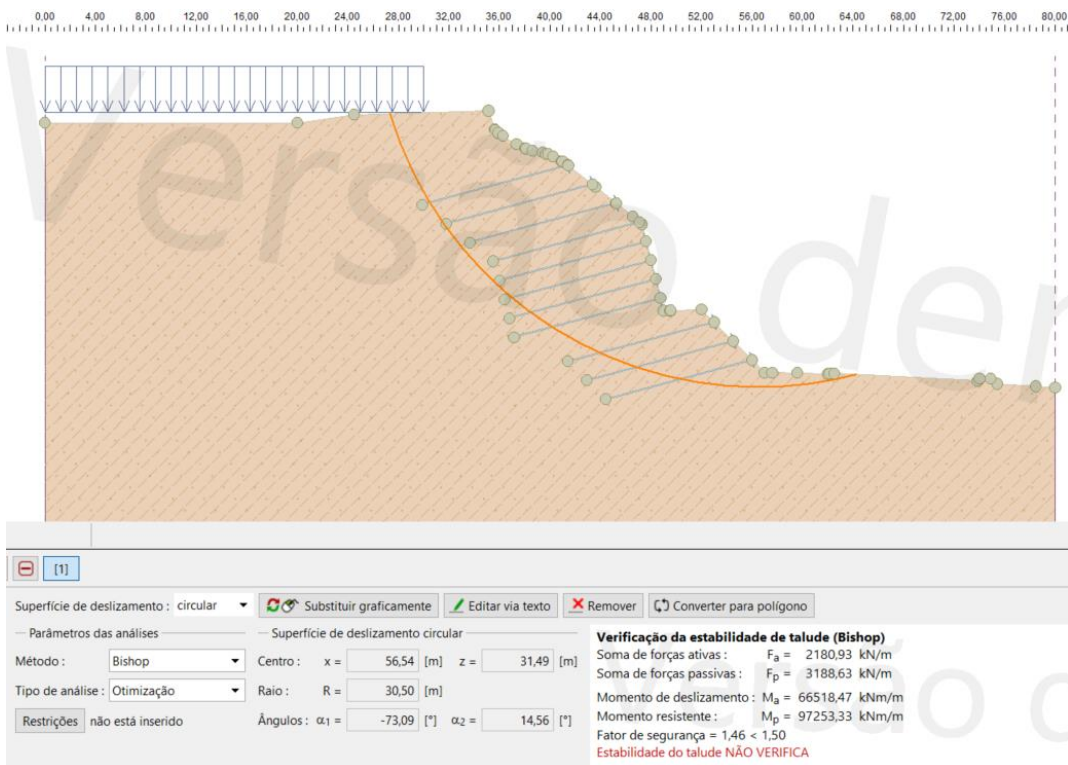 0,00 4,00 8,00 12,00 16,00 20,00 24,00 28,00 32,00 36,00 40,00 44,00 48,00 52,00 56,00 60,00 64,00 68,00 72,00 76,00 80,00
Versão der
[1]
Superfície de deslizamento : circular Substituir graficamente Editar via texto Remover Converter para polígono
Parâmetros das análises Superfície de deslizamento circular
Método : Bishop Centro : x = 56,54 [m] z = 31,49 [m]
Tipo de análise : Otimização Raio : R = 30,50 [m]
Restrições não está inserido Ângulos : α1 = -73,09 [°] α2 = 14,56 [°]
Verificação da estabilidade de talude (Bishop)
Soma de forças ativas : Fa = 2180,93 kN/m
Soma de forças passivas : Fp = 3188,63 kN/m
Momento de deslizamento : Ma = 66518,47 kNm/m
Momento resistente : Mp = 97253,33 kNm/m
Fator de segurança = 1,46 < 1,50
Estabilidade do talude NÃO VERIFICA
Versão d